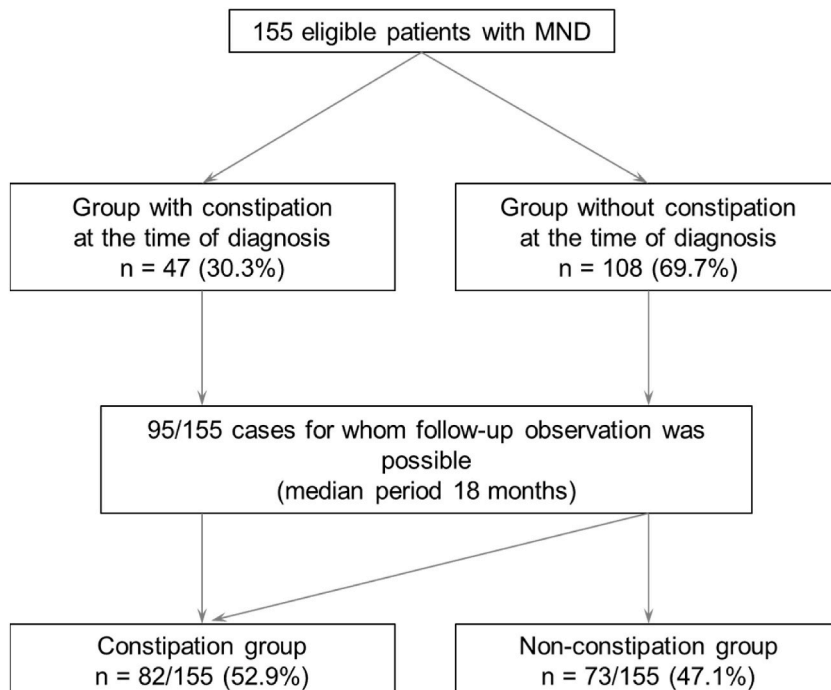 155 eligible patients with MND
Group with constipation
at the time of diagnosis
n = 47 (30.3%)
Group without constipation
at the time of diagnosis
n = 108 (69.7%)
95/155 cases for whom follow-up observation was
possible
(median period 18 months)
Constipation group
n = 82/155 (52.9%)
Non-constipation group
n = 73/155 (47.1%)